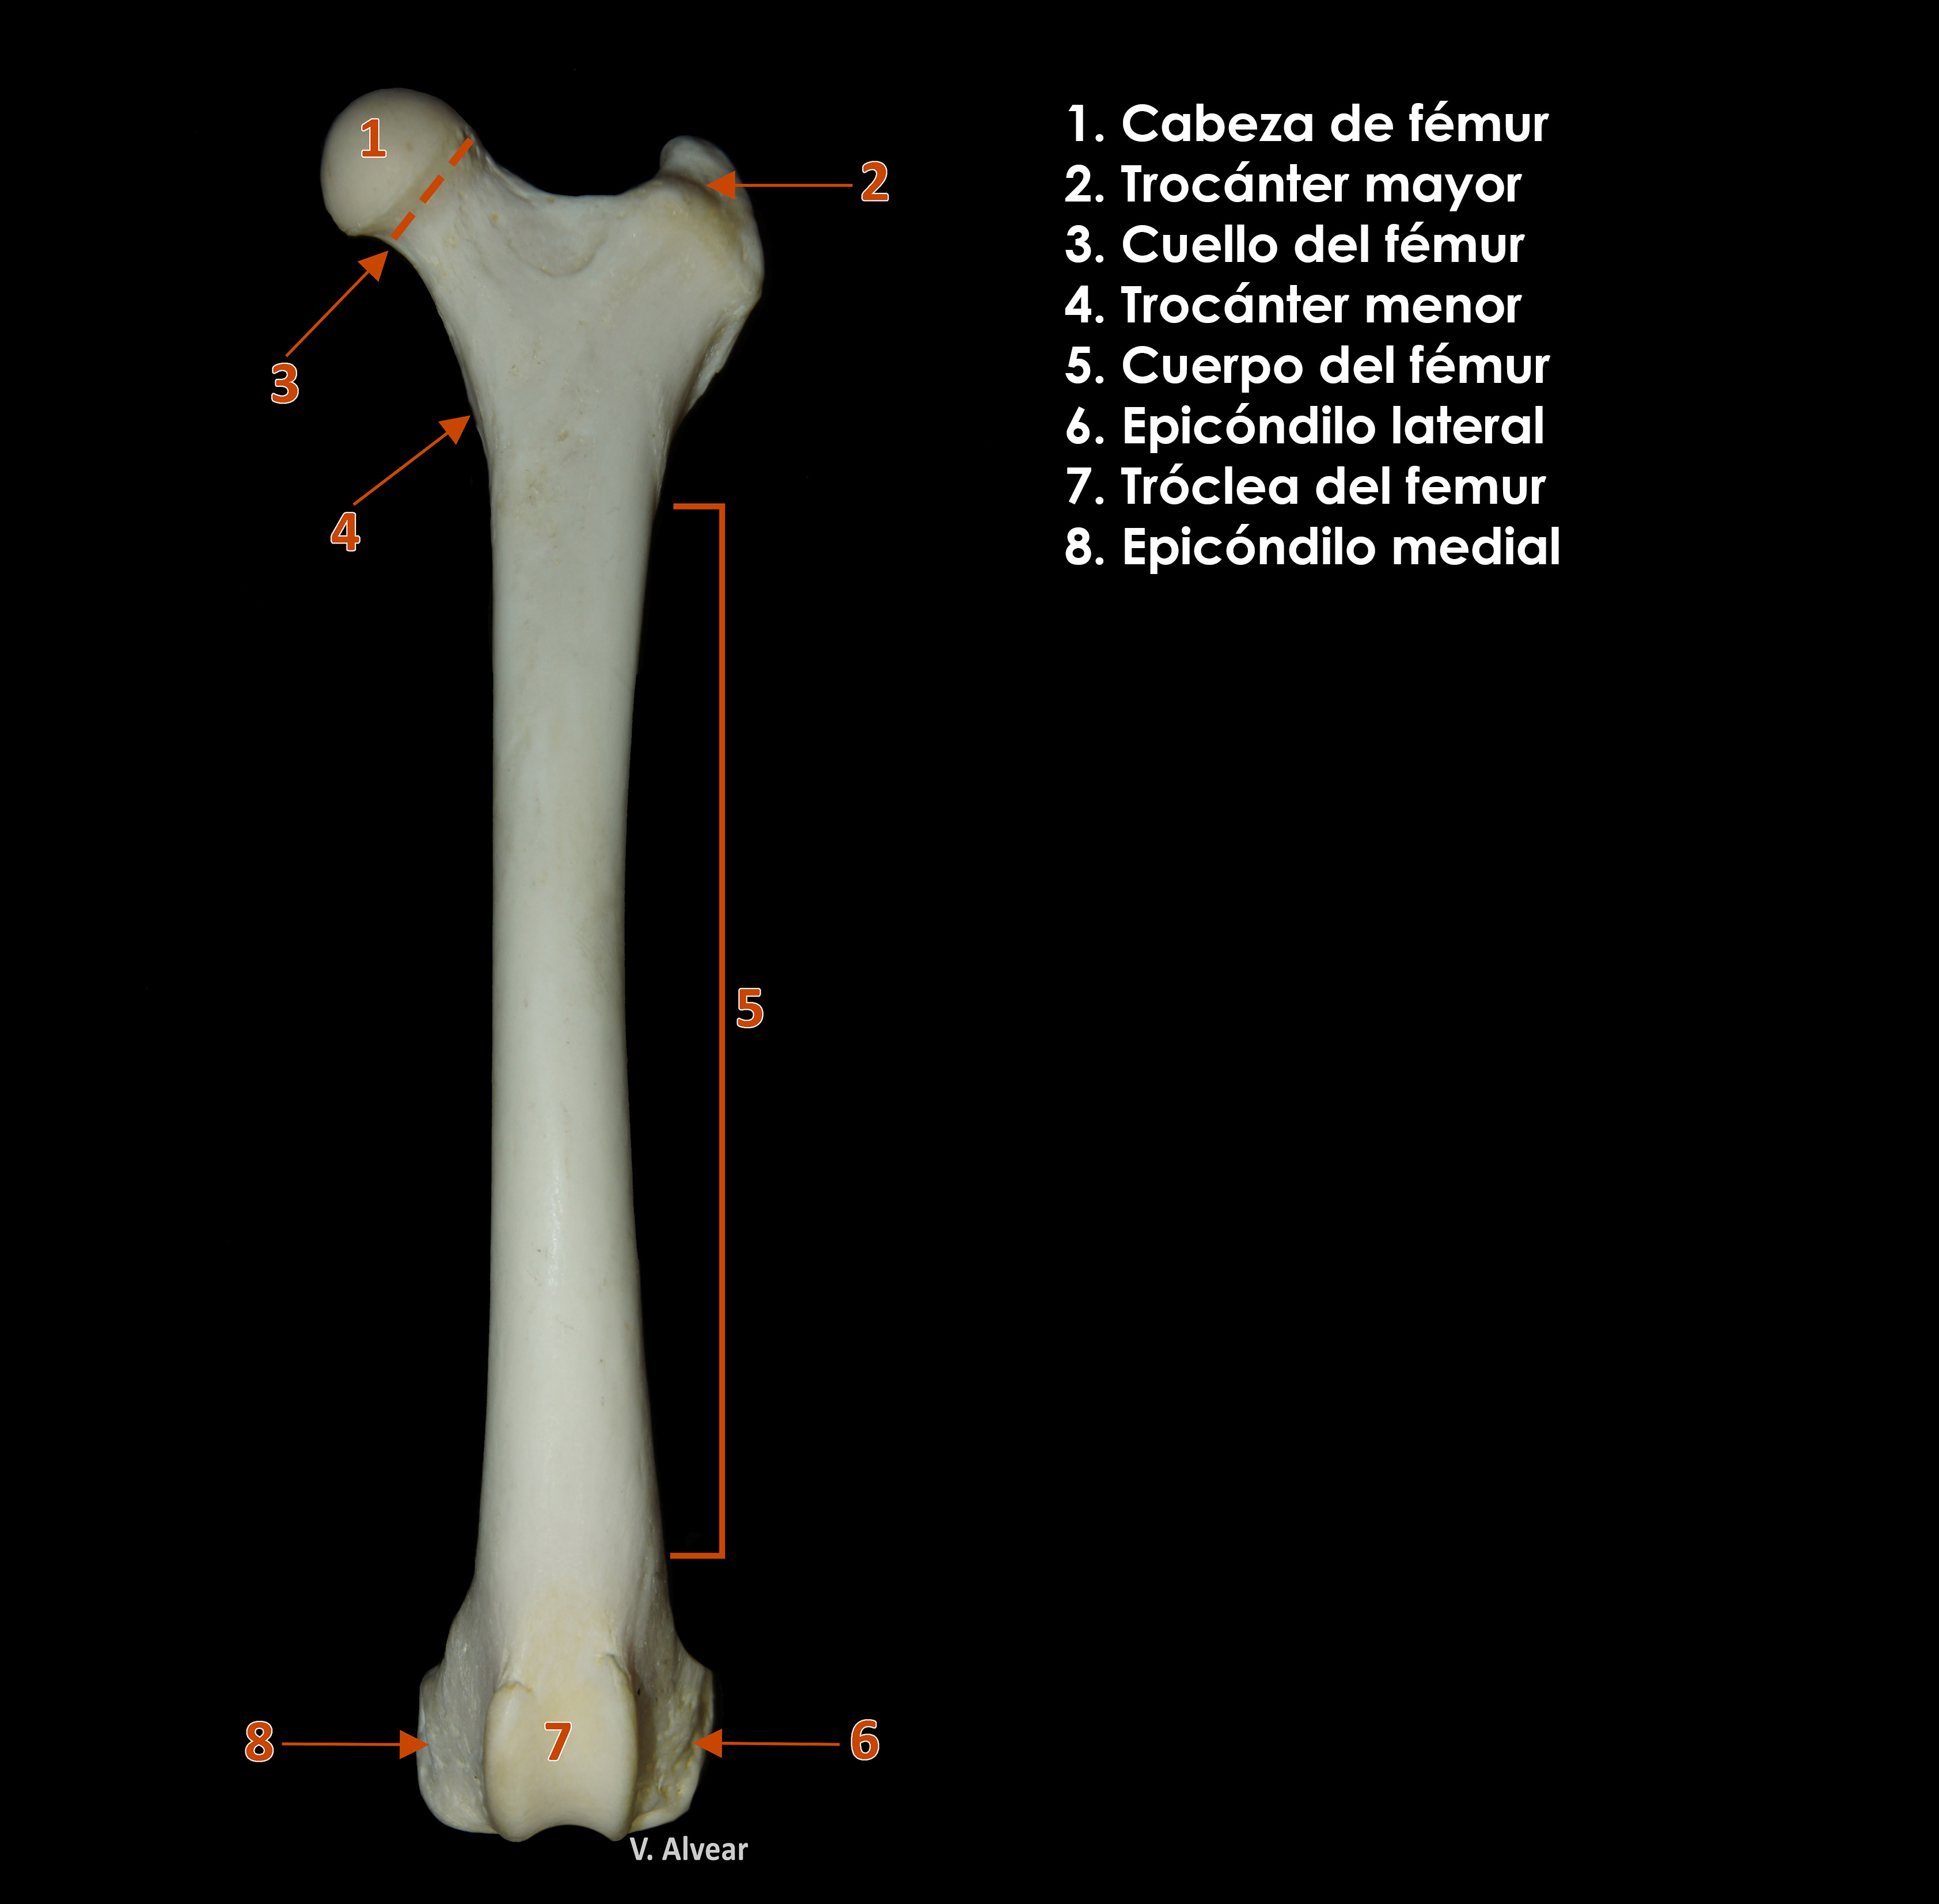 1
2
3
4
5
6
7
8
1. Cabeza de fémur
2. Trocánter mayor
3. Cuello del fémur
4. Trocánter menor
5. Cuerpo del fémur
6. Epicóndilo lateral
7. Tróclea del femur
8. Epicóndilo medial
V. Alvear